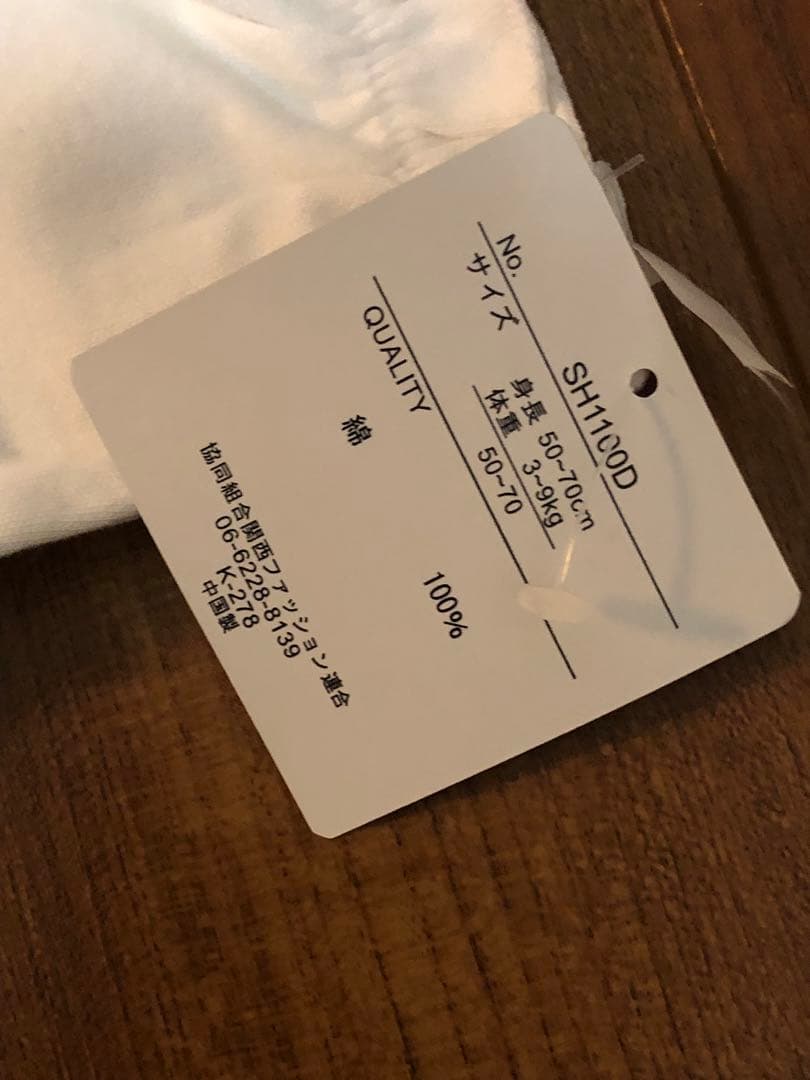 No. SH1100D
サイズ 身長 50~70cm
体重 3~9kg
50~70
QUALITY
綿 100%
協同組合関西ファッション連合
06-6228-8139
K-278
中国製